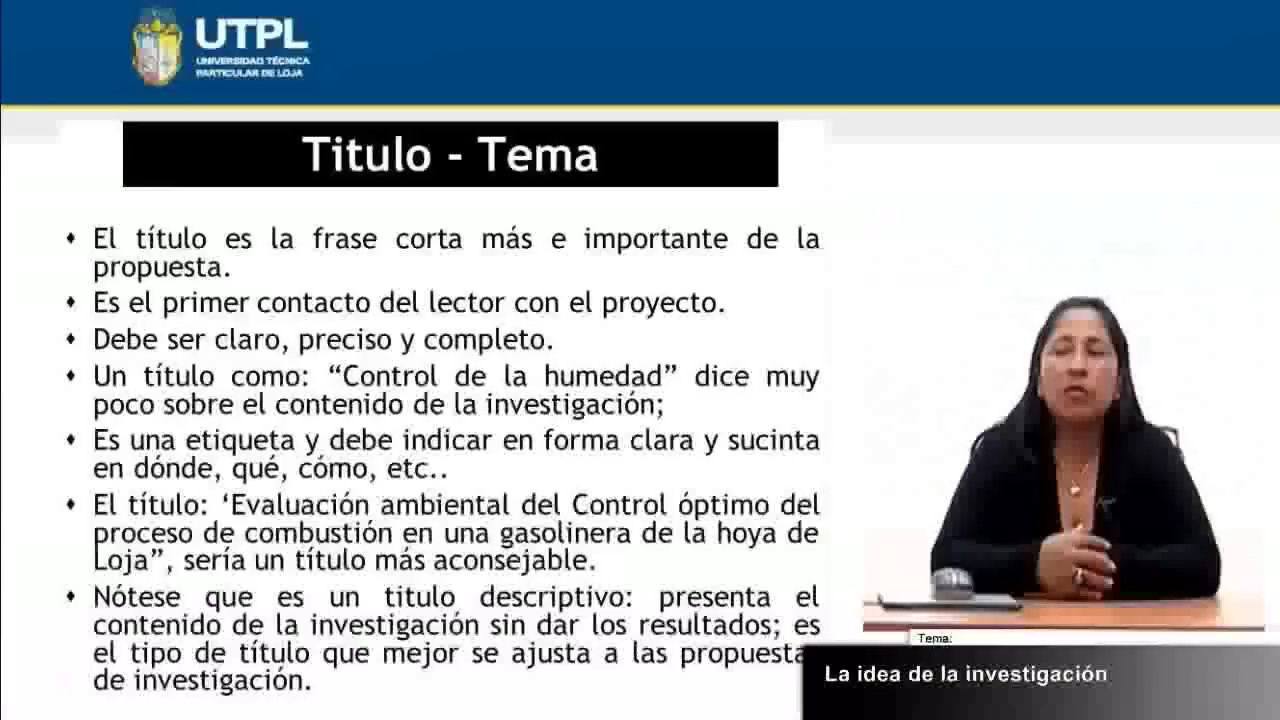 UTPL
UNIVERSIDAD TÉCNICA
PARTICULAR DE LOJA
Titulo - Tema
El título es la frase corta más e importante de la
propuesta.
Es el primer contacto del lector con el proyecto.
Debe ser claro, preciso y completo.
Un título como: “Control de la humedad” dice muy
poco sobre el contenido de la investigación;
Es una etiqueta y debe indicar en forma clara y sucinta
en dónde, qué, cómo, etc..
El título: ‘Evaluación ambiental del Control óptimo del
proceso de combustión en una gasolinera de la hoya de
Loja”, sería un título más aconsejable.
Nótese que es un titulo descriptivo: presenta el
contenido de la investigación sin dar los resultados; es
el tipo de título que mejor se ajusta a las propuesta
de investigación.
Tema:
La idea de la investigación